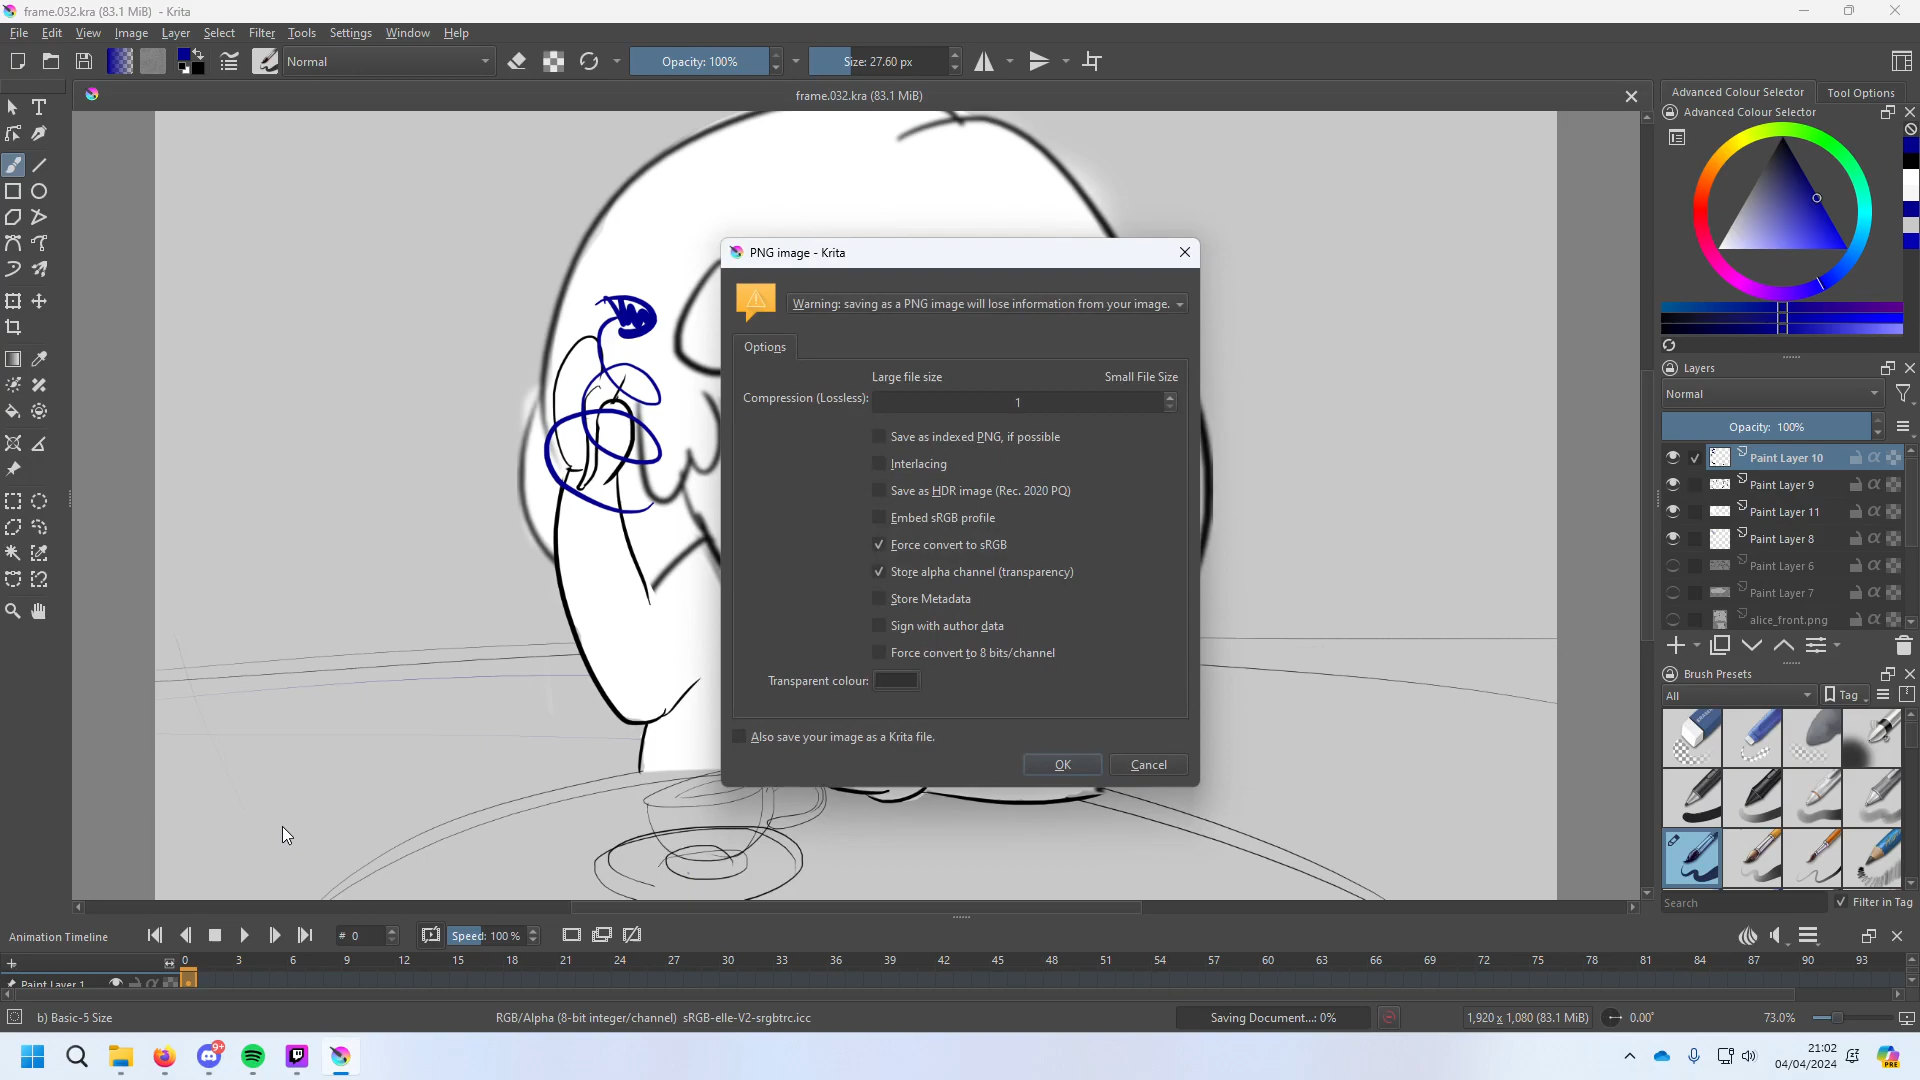 frame.032.kra (83.1 MiB)  - Krita
File Edit View Image Layer Select Filter Tools Settings Window Help
Normal Opacity: 100% Size: 27.60 px
frame.032.kra (83.1 MiB)
Advanced Colour Selector Tool Options
Advanced Colour Selector
PNG image - Krita
Warning: saving as a PNG image will lose information from your image.
Options
Large file size Small File Size
Compression (Lossless): 1
Save as indexed PNG, if possible
Interlacing
Save as HDR image (Rec. 2020 PQ)
Embed sRGB profile
Force convert to sRGB
Store alpha channel (transparency)
Store Metadata
Sign with author data
Force convert to 8 bits/channel
Transparent colour:
Also save your image as a Krita file.
OK Cancel
Layers
Normal
Opacity: 100%
Paint Layer 10
Paint Layer 9
Paint Layer 11
Paint Layer 8
Paint Layer 6
Paint Layer 7
alice_front.png
Brush Presets
All Tag
Search Filter in Tag
Animation Timeline # 0 Speed: 100 %
0 3 6 9 12 15 18 21 24 27 30 33 36 39 42 45 48 51 54 57 60 63 66 69 72 75 78 81 84 87 90 93
Paint Layer 1
b) Basic-5 Size RGB/Alpha (8-bit integer/channel)  sRGB-elle-V2-srgbtrc.icc Saving Document...: 0% 1,920 x 1,080 (83.1 MiB) 0.00° 73.0%
9+
21:02
04/04/2024
PRE